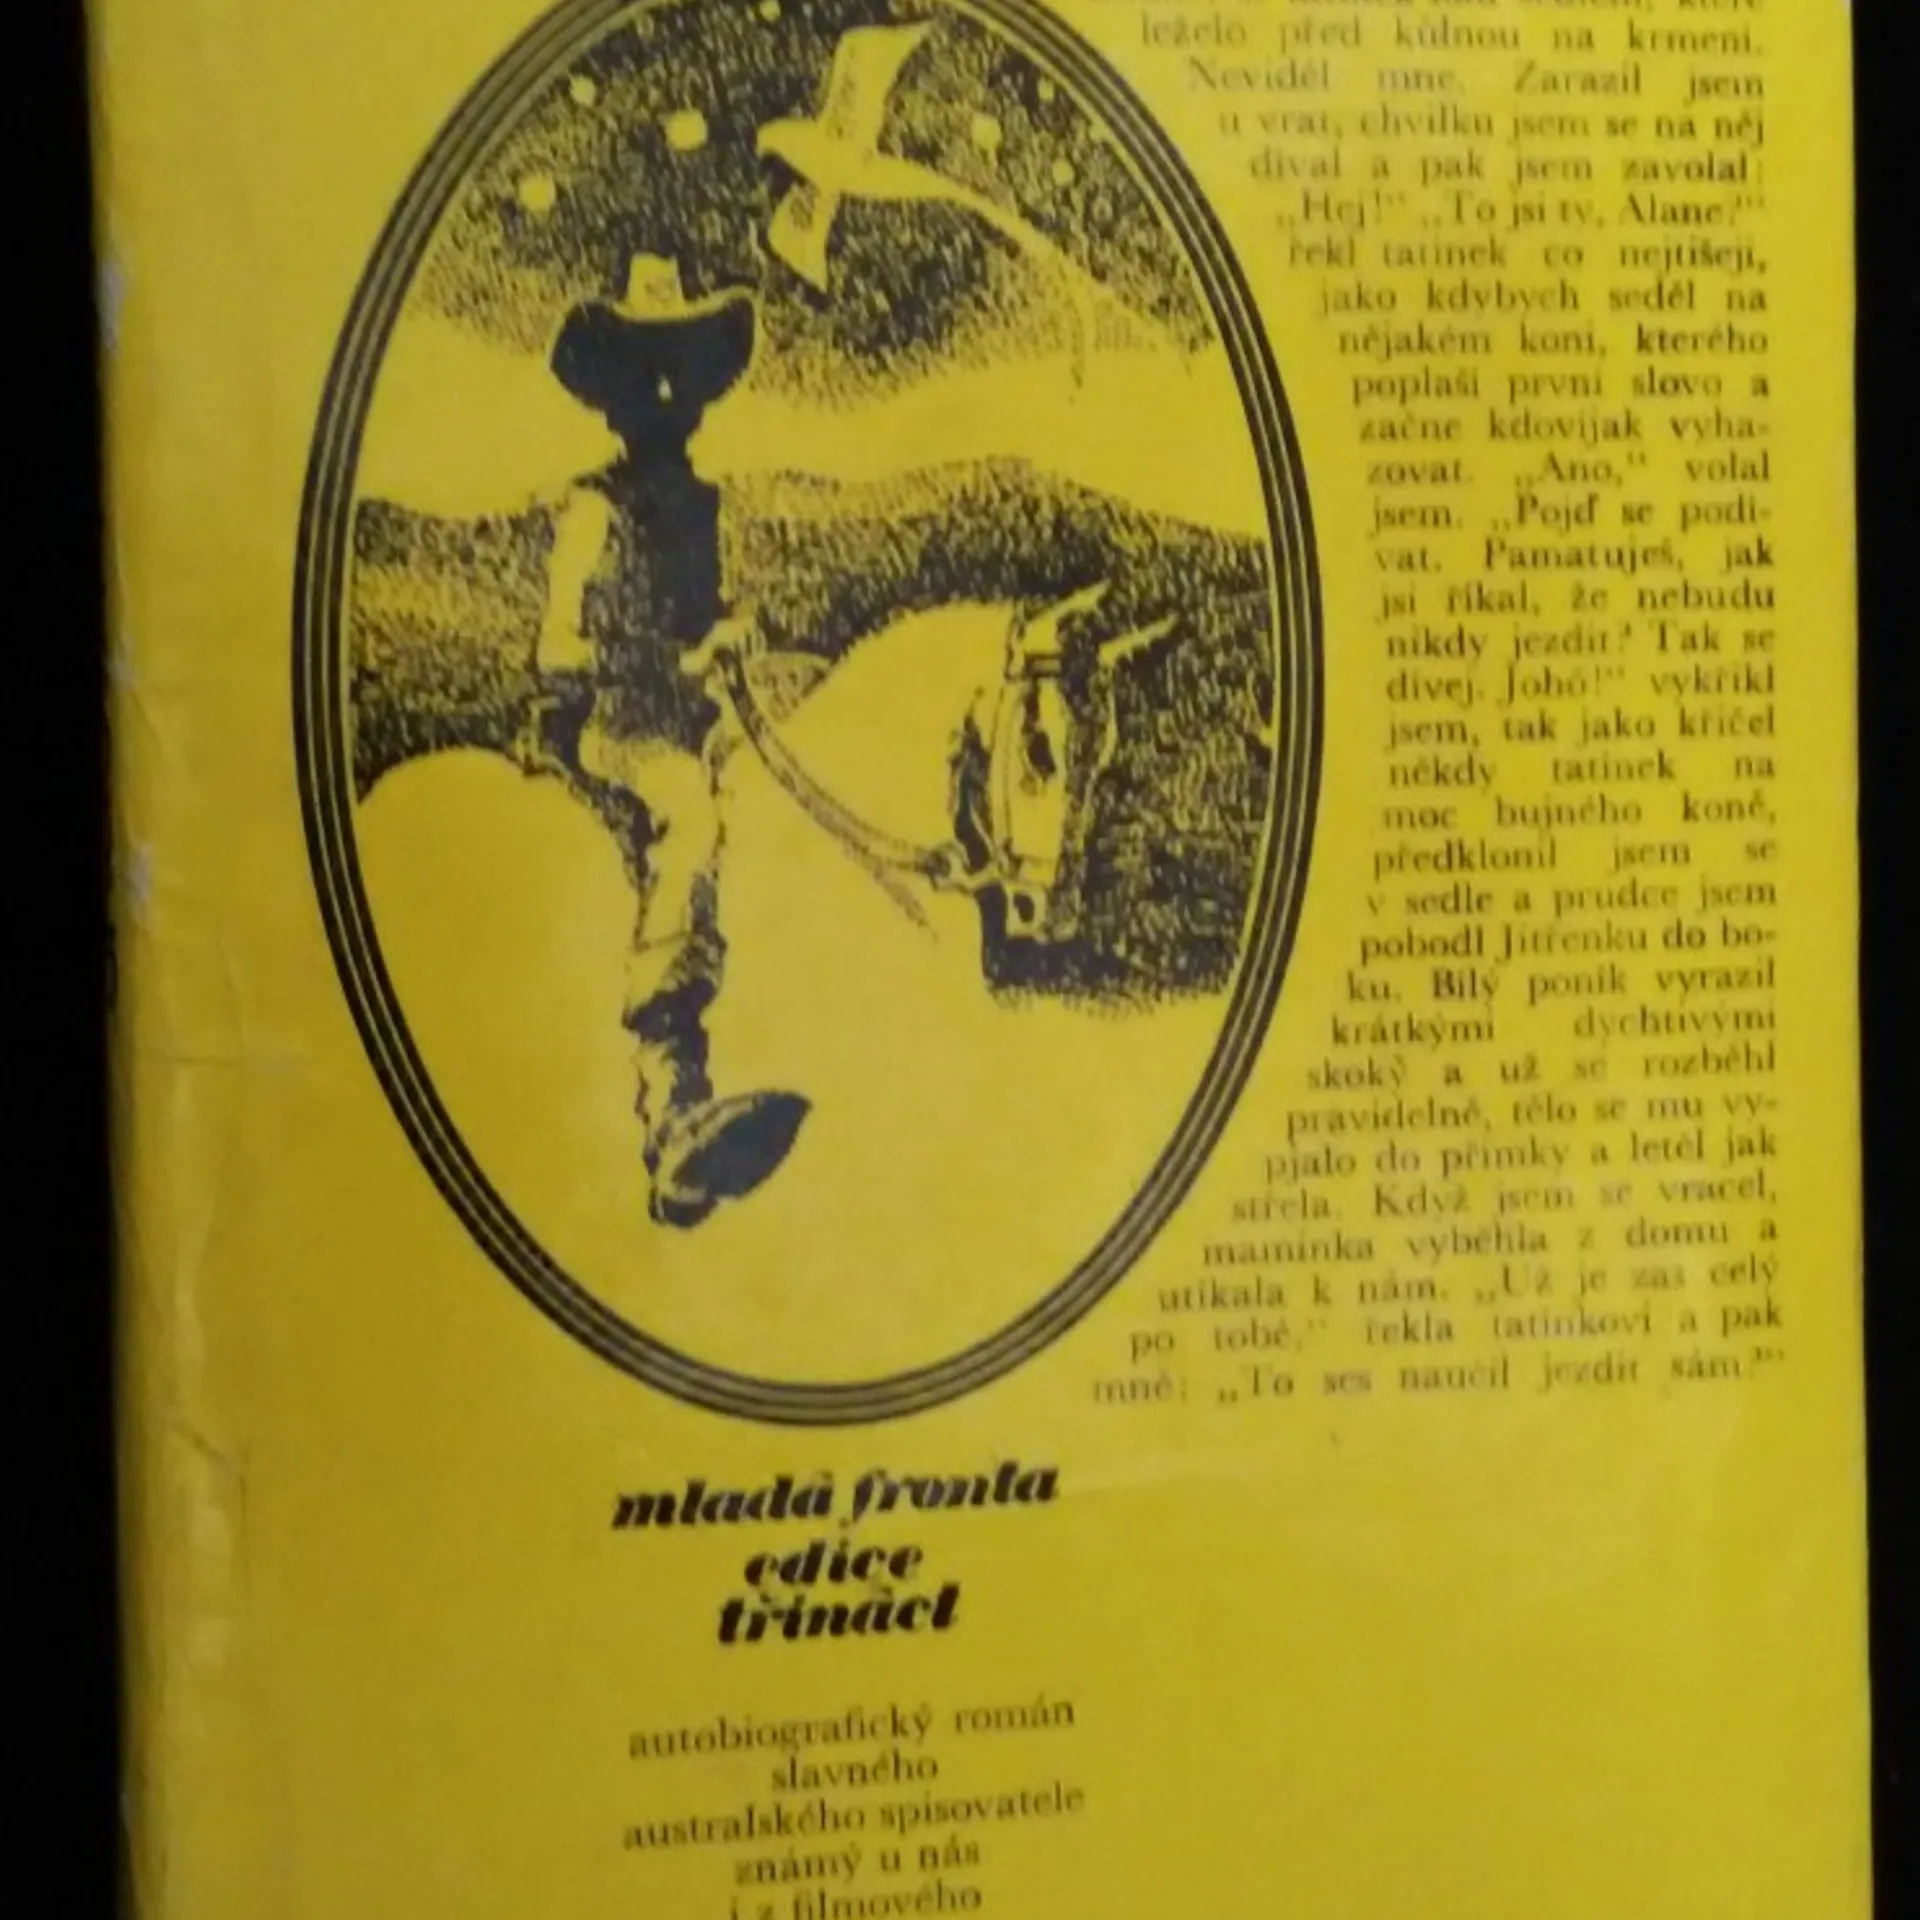 leželo před kůlnou na krmení.
Neviděl mne. Zarazil jsem
u vrat, chvilku jsem se na něj
díval a pak jsem zavolal:
„Hej!“ „To jsi ty, Alane?“
řekl tatínek co nejtišeji,
jako kdybych seděl na
nějakém koni, kterého
poplaší první slovo a
začne kdovíjak vyha-
zovat. „Ano,“ volal
jsem. „Pojď se podí-
vat. Pamatuješ, jak
jsi říkal, že nebudu
nikdy jezdit? Tak se
dívej. Johó!“ vykřikl
jsem, tak jako křičel
někdy tatínek na
moc bujného koně,
předklonil jsem se
v sedle a prudce jsem
pobodl Jitřenku do bo-
ku. Bílý poník vyrazil
krátkými dychtivými
skoky a už se rozběhl
pravidelně, tělo se mu vy-
pjalo do přímky a letěl jak
střela. Když jsem se vracel,
maminka vyběhla z domu a
utíkala k nám. „Už je zas celý
po tobě,“ řekla tatínkovi a pak
mně: „To ses naučil jezdit sám?“
mladá fronta
edice
třináct
autobiografický román
slavného
australského spisovatele
známý u nás
i z filmového